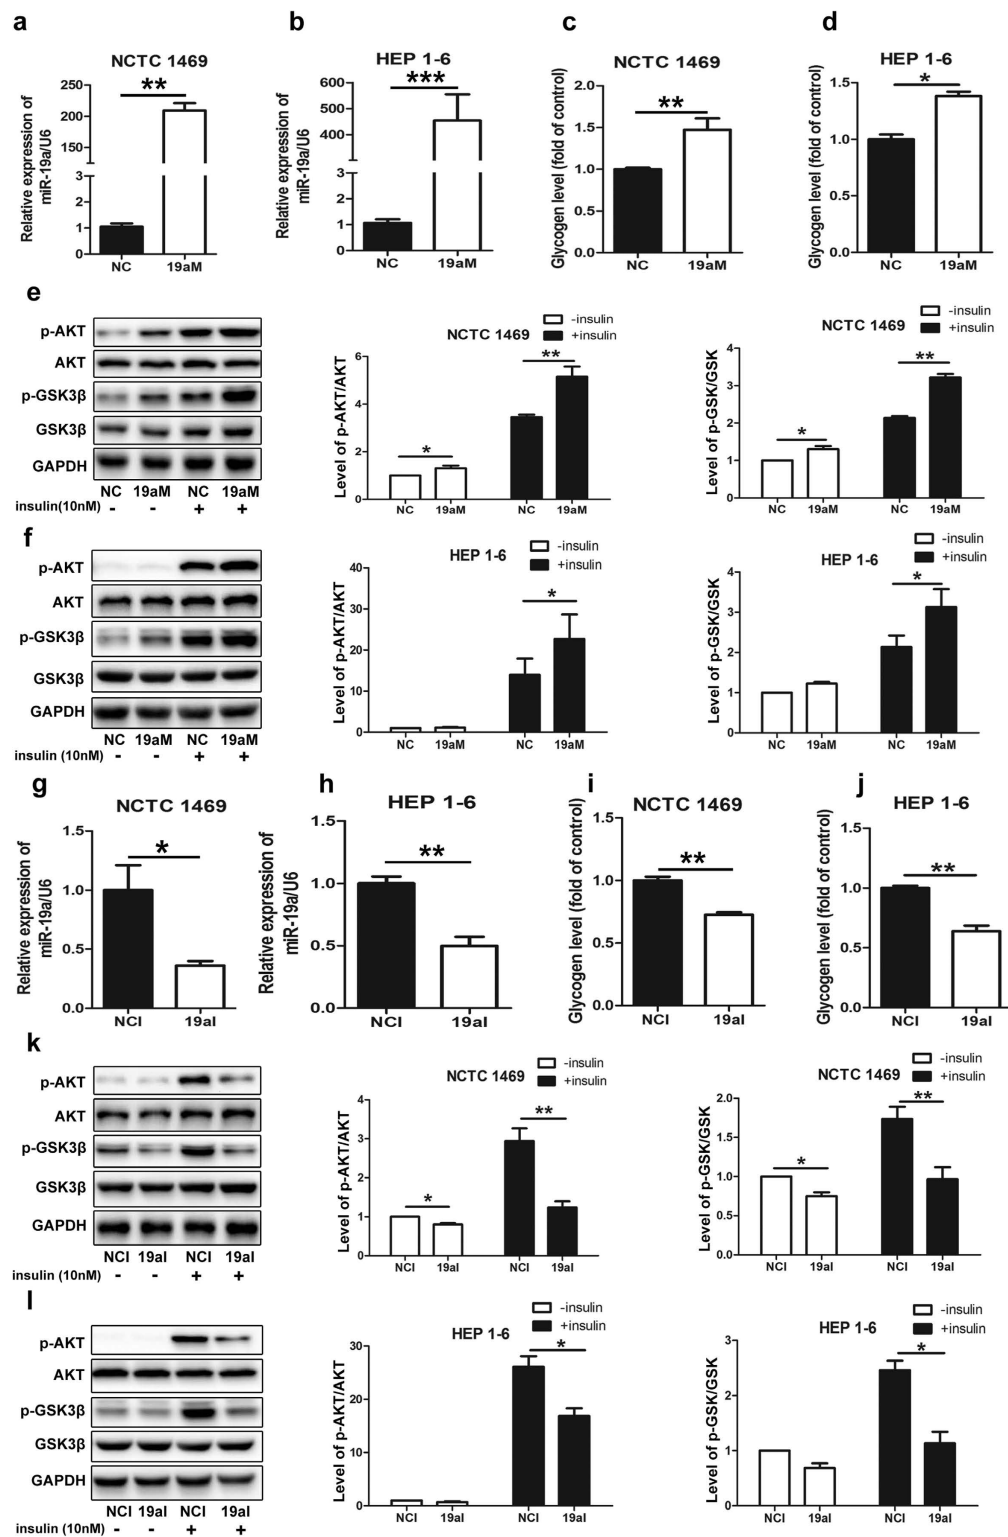 a
b
c
d
NCTC 1469
**
Relative expression of
miR-19a/U6
250
200
150
3
2
1
0
NC
19aM
HEP 1-6
***
Relative expression of
miR-19a/U6
600
400
3
2
1
0
NC
19aM
NCTC 1469
**
Glycogen level (fold of control)
2.0
1.5
1.0
0.5
0.0
NC
19aM
HEP 1-6
*
Glycogen level (fold of control)
1.5
1.0
0.5
0.0
NC
19aM
e
p-AKT
AKT
p-GSK3β
GSK3β
GAPDH
NC 19aM NC 19aM
insulin(10nM) - - + +
-insulin
+insulin
NCTC 1469
Level of p-AKT/AKT
6
4
2
0
*
**
NC 19aM NC 19aM
-insulin
+insulin
NCTC 1469
Level of p-GSK/GSK
4
3
2
1
0
*
**
NC 19aM NC 19aM
f
p-AKT
AKT
p-GSK3β
GSK3β
GAPDH
NC 19aM NC 19aM
insulin (10nM) - - + +
-insulin
+insulin
HEP 1-6
Level of p-AKT/AKT
40
30
20
10
0
*
NC 19aM NC 19aM
-insulin
+insulin
HEP 1-6
Level of p-GSK/GSK
4
3
2
1
0
*
NC 19aM NC 19aM
g
h
i
j
NCTC 1469
*
Relative expression of
miR-19a/U6
1.5
1.0
0.5
0.0
NCI
19aI
HEP 1-6
**
Relative expression of
miR-19a/U6
1.5
1.0
0.5
0.0
NCI
19aI
NCTC 1469
**
Glycogen level (fold of control)
1.5
1.0
0.5
0.0
NCI
19aI
HEP 1-6
**
Glycogen level (fold of control)
1.5
1.0
0.5
0.0
NCI
19aI
k
p-AKT
AKT
p-GSK3β
GSK3β
GAPDH
NCI 19aI NCI 19aI
insulin (10nM) - - + +
-insulin
+insulin
NCTC 1469
Level of p-AKT/AKT
4
3
2
1
0
*
**
NCI 19aI NCI 19aI
-insulin
+insulin
NCTC 1469
Level of p-GSK/GSK
2.0
1.5
1.0
0.5
0.0
*
**
NCI 19aI NCI 19aI
l
p-AKT
AKT
p-GSK3β
GSK3β
GAPDH
NCI 19aI NCI 19aI
insulin (10nM) - - + +
-insulin
+insulin
HEP 1-6
Level of p-AKT/AKT
30
20
10
0
*
NCI 19aI NCI 19aI
-insulin
+insulin
HEP 1-6
Level of p-GSK/GSK
3
2
1
0
*
NCI 19aI NCI 19aI